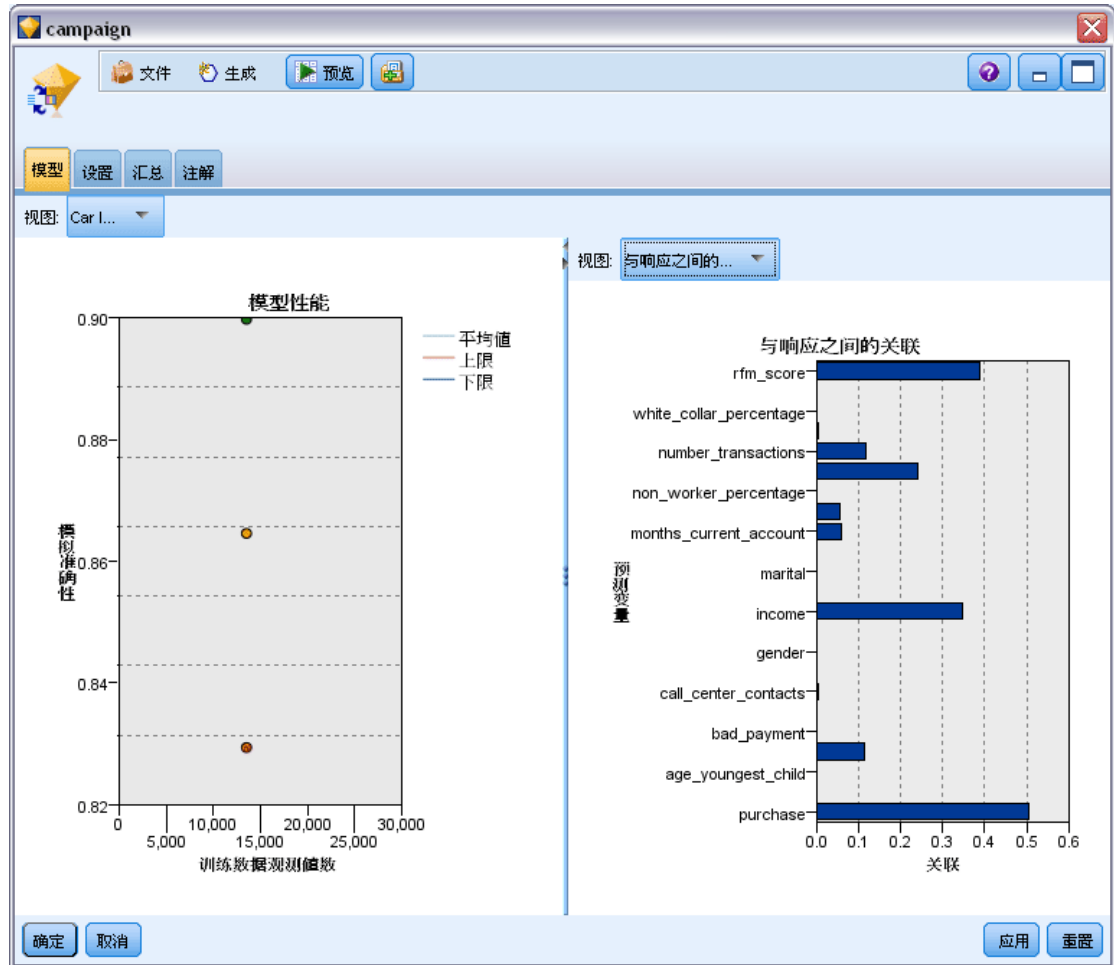 campaign
文件
生成
预览
模型
设置
汇总
注解
视图:
Car I...
模型性能
0.90
0.88
0.86
0.84
0.82
模拟准确性
0
5,000
10,000
15,000
20,000
25,000
30,000
训练数据观测值数
平均值
上限
下限
视图:
与响应之间的...
与响应之间的关联
rfm_score
white_collar_percentage
number_transactions
non_worker_percentage
months_current_account
marital
income
gender
call_center_contacts
bad_payment
age_youngest_child
purchase
预测变量
0.0 0.1 0.2 0.3 0.4 0.5 0.6
关联
确定
取消
应用
重置